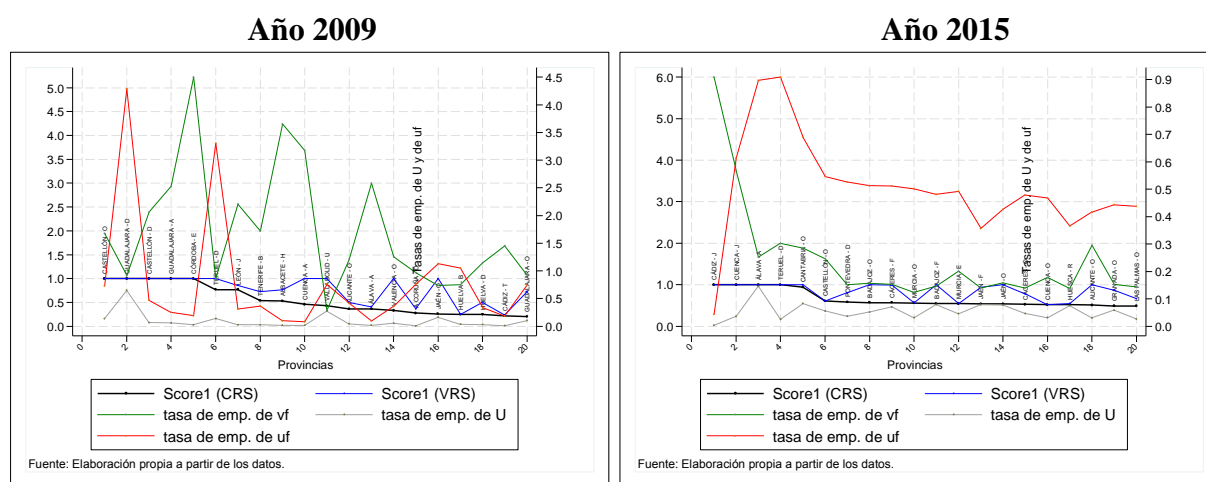 Año 2009
Año 2015
5.0
4.5
4.0
3.5
3.0
2.5
2.0
1.5
1.0
0.5
0.0
4.5
4.0
3.5
3.0
2.5
2.0
1.5
1.0
0.5
0.0
Tasas de emp. de U y de uf
CASTELLÓN - O
GUADALAJARA - D
CASTELLÓN - D
GUADALAJARA - A
CÓRDOBA - E
TERUEL - D
LEÓN - J
TENERIFE - B
ALBACETE - H
CUENCA - A
VALLADOLID - U
ALICANTE - O
ÁLAVA - A
VALENCIA - O
JAÉN - O
HUELVA - B
HUELVA - D
CÁDIZ - T
GUADALAJARA - O
0 2 4 6 8 10 12 14 16 18 20
Provincias
Score1 (CRS) Score1 (VRS)
tasa de emp. de vf tasa de emp. de U
tasa de emp. de uf
Fuente: Elaboración propia a partir de los datos.
6.0
5.0
4.0
3.0
2.0
1.0
0.0
0.9
0.8
0.7
0.6
0.5
0.4
0.3
0.2
0.1
0.0
Tasas de emp. de U y de uf
CÁDIZ - J
CUENCA - J
ÁLAVA - A
TERUEL - O
CANTABRIA - O
CASTELLÓN - O
PONTEVEDRA - D
BADAJOZ - O
CÁCERES - F
MURCIA - O
BADAJOZ - F
MURCIA - E
JAÉN - F
JAÉN - O
CUENCA - O
HUESCA - R
ALICANTE - O
GRANADA - O
LAS PALMAS - O
0 2 4 6 8 10 12 14 16 18 20
Provincias
Score1 (CRS) Score1 (VRS)
tasa de emp. de vf tasa de emp. de U
tasa de emp. de uf
Fuente: Elaboración propia a partir de los datos.